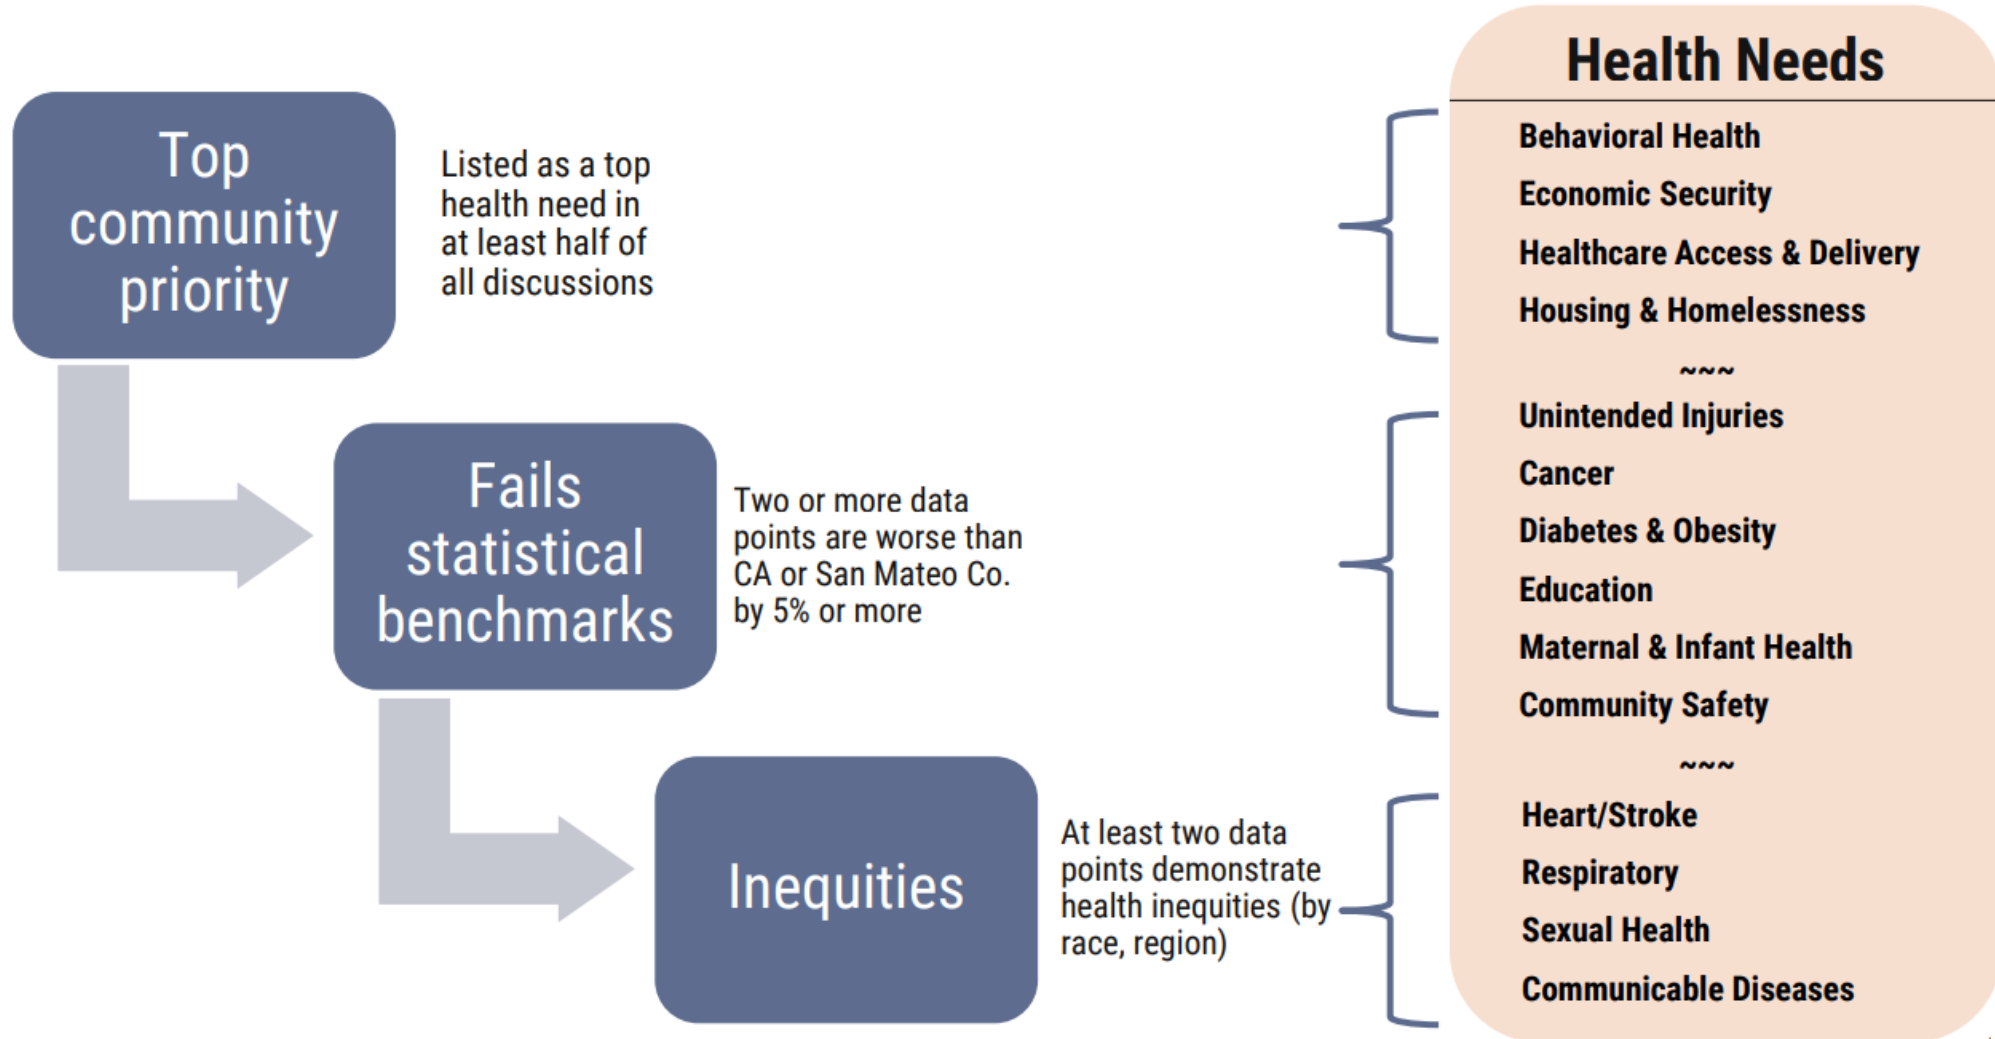 Top
community
priority
Listed as a top
health need in
at least half of
all discussions
Fails
statistical
benchmarks
Two or more data
points are worse than
CA or San Mateo Co.
by 5% or more
Inequities
At least two data
points demonstrate
health inequities (by
race, region)
Health Needs
Behavioral Health
Economic Security
Healthcare Access & Delivery
Housing & Homelessness
~~~
Unintended Injuries
Cancer
Diabetes & Obesity
Education
Maternal & Infant Health
Community Safety
~~~
Heart/Stroke
Respiratory
Sexual Health
Communicable Diseases